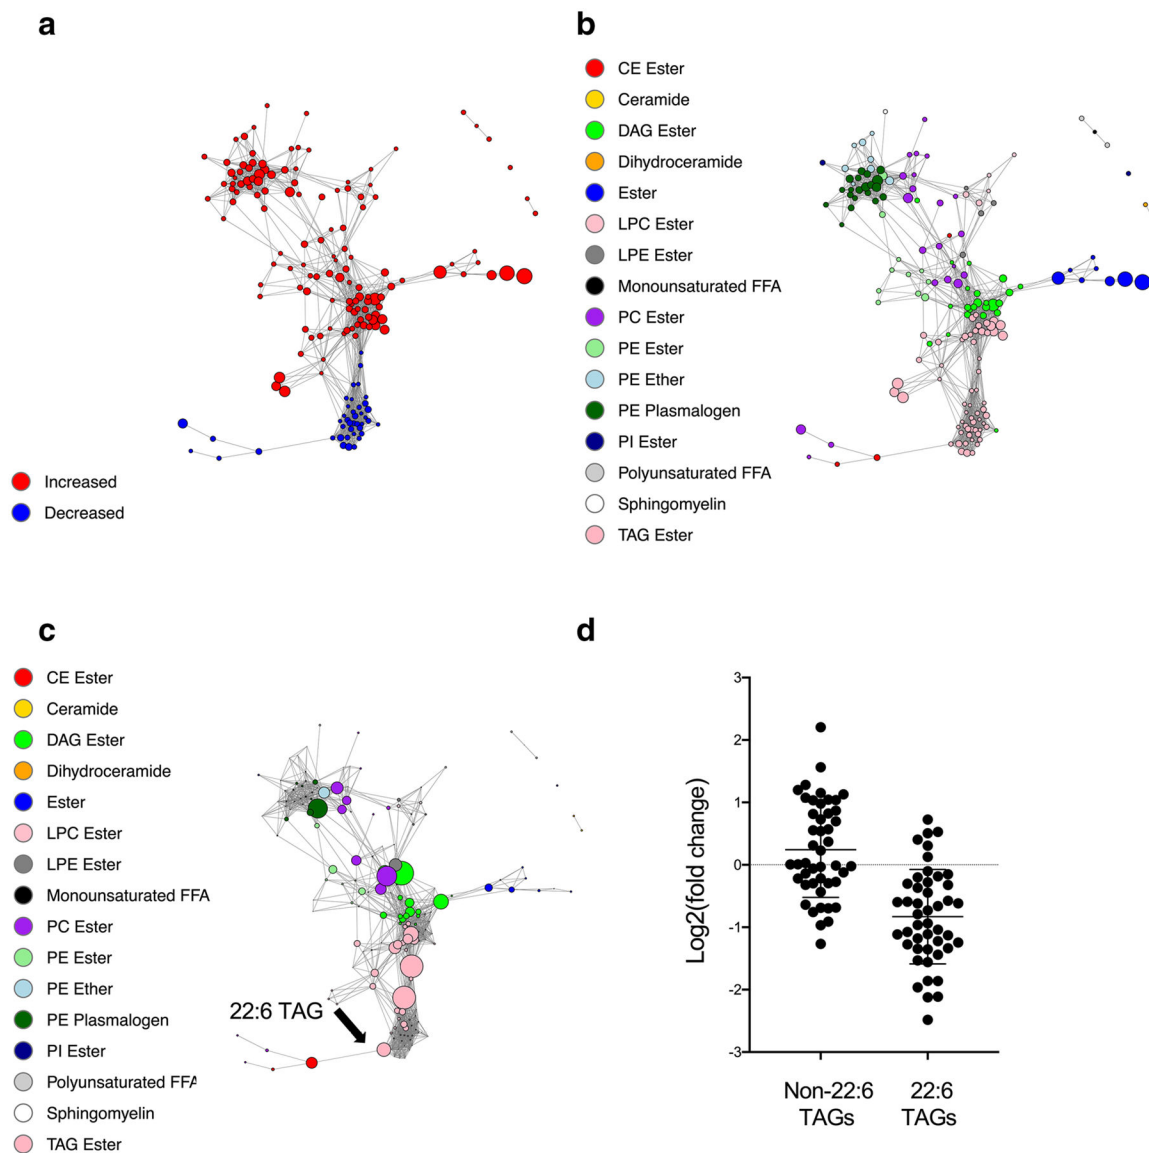 a
Increased
Decreased
b
CE Ester
Ceramide
DAG Ester
Dihydroceramide
Ester
LPC Ester
LPE Ester
Monounsaturated FFA
PC Ester
PE Ester
PE Ether
PE Plasmalogen
PI Ester
Polyunsaturated FFA
Sphingomyelin
TAG Ester
c
CE Ester
Ceramide
DAG Ester
Dihydroceramide
Ester
LPC Ester
LPE Ester
Monounsaturated FFA
PC Ester
PE Ester
PE Ether
PE Plasmalogen
PI Ester
Polyunsaturated FFA
Sphingomyelin
TAG Ester
22:6 TAG
d
Log2(fold change)
3
2
1
0
-1
-2
-3
Non-22:6
TAGs
22:6
TAGs